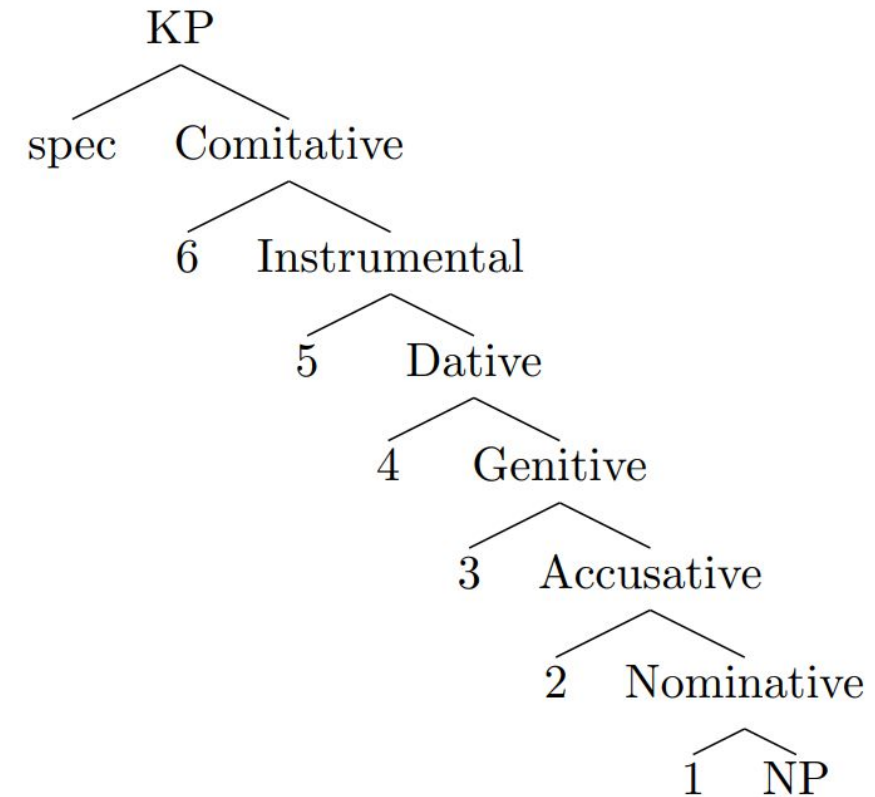 KP
spec Comitative
6 Instrumental
5 Dative
4 Genitive
3 Accusative
2 Nominative
1 NP